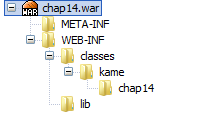 chap14.war
META-INF
WEB-INF
classes
kame
chap14
lib